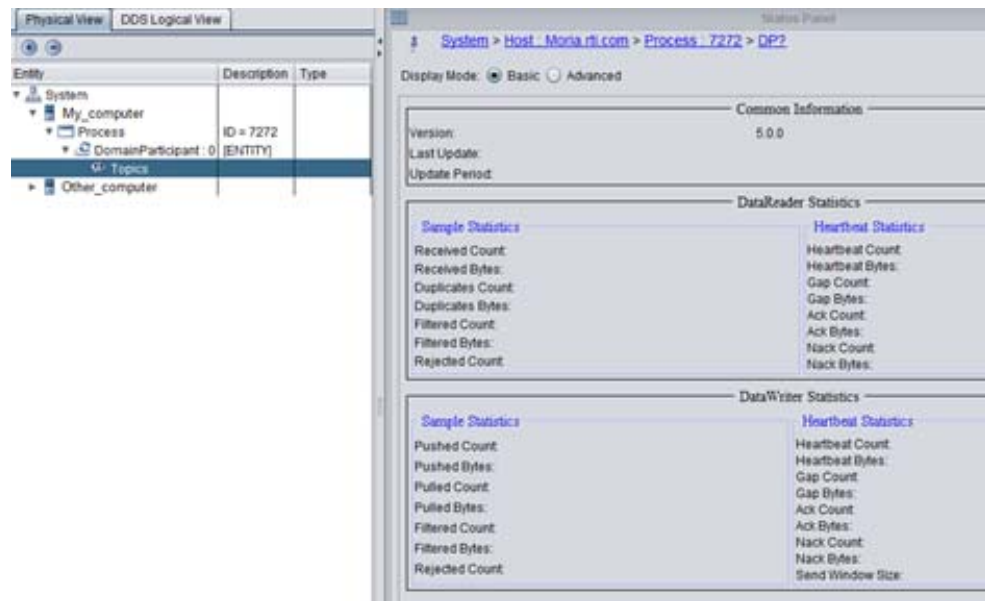 Physical View DDS Logical View
Entity Description Type
System
My_computer
Process ID = 7272
DomainParticipant : 0 [ENTITY]
Topics
Other_computer
Status Panel
System > Host : Moria.rti.com > Process : 7272 > DP?
Display Mode: Basic Advanced
Common Information
Version: 5.0.0
Last Update:
Update Period:
DataReader Statistics
Sample Statistics
Received Count:
Received Bytes:
Duplicates Count:
Duplicates Bytes:
Filtered Count:
Filtered Bytes:
Rejected Count:
Heartbeat Statistics
Heartbeat Count:
Heartbeat Bytes:
Gap Count:
Gap Bytes:
Ack Count:
Ack Bytes:
Nack Count:
Nack Bytes:
DataWriter Statistics
Sample Statistics
Pushed Count:
Pushed Bytes:
Pulled Count:
Pulled Bytes:
Filtered Count:
Filtered Bytes:
Rejected Count:
Heartbeat Statistics
Heartbeat Count:
Heartbeat Bytes:
Gap Count:
Gap Bytes:
Ack Count:
Ack Bytes:
Nack Count:
Nack Bytes:
Send Window Size: